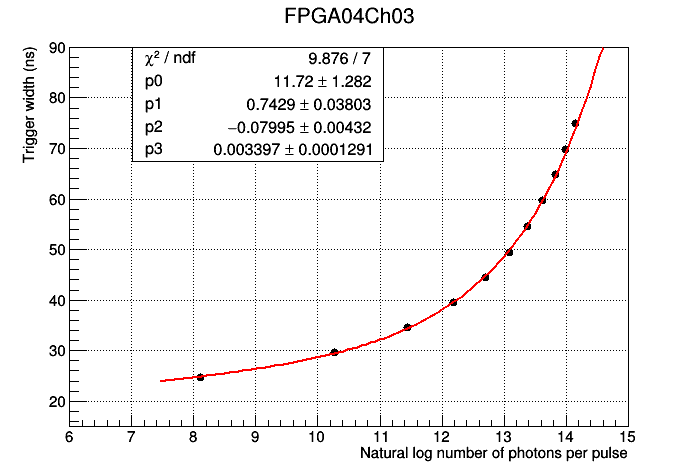 FPGA04Ch03
χ² / ndf 9.876 / 7
p0 11.72 ± 1.282
p1 0.7429 ± 0.03803
p2 −0.07995 ± 0.00432
p3 0.003397 ± 0.0001291
Trigger width (ns)
90
80
70
60
50
40
30
20
6 7 8 9 10 11 12 13 14 15
Natural log number of photons per pulse